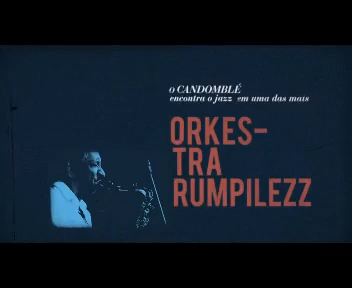 O CANDOMBLÉ
encontra o jazz em uma das mais
ORKES-
TRA
RUMPILEZZ